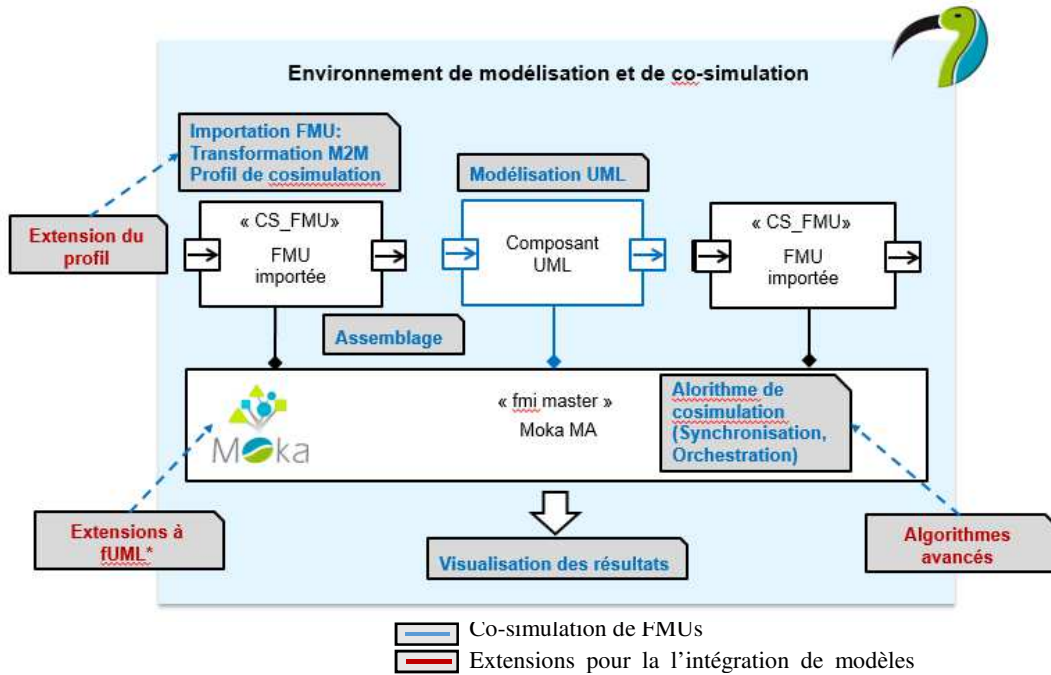 Environnement de modélisation et de co-simulation
Importation FMU:
Transformation M2M
Profil de cosimulation
Modélisation UML
Extension du
profil
« CS_FMU»
FMU
importée
Composant
UML
« CS_FMU»
FMU
importée
Assemblage
Moka
« fmi master »
Moka MA
Alorithme de
cosimulation
(Synchronisation,
Orchestration)
Extensions à
fUML*
Visualisation des résultats
Algorithmes
avancés
Co-simulation de FMUs
Extensions pour la l'intégration de modèles